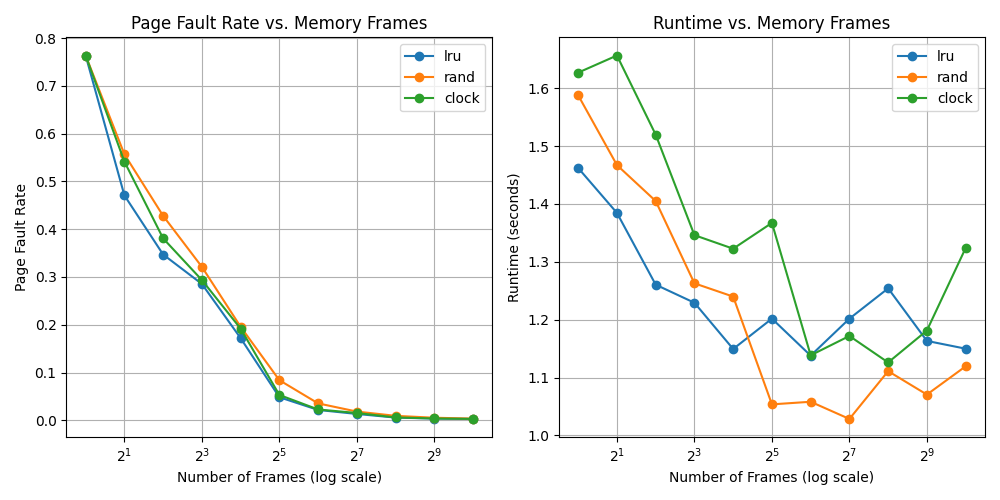 Page Fault Rate vs. Memory Frames
0.8
0.7
0.6
0.5
0.4
0.3
0.2
0.1
0.0
Page Fault Rate
lru
rand
clock
2^1
2^3
2^5
2^7
2^9
Number of Frames (log scale)
Runtime vs. Memory Frames
1.6
1.5
1.4
1.3
1.2
1.1
1.0
Runtime (seconds)
lru
rand
clock
2^1
2^3
2^5
2^7
2^9
Number of Frames (log scale)